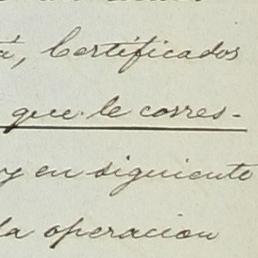 a, Certificados
que le corres-
y en siguiente
la operacion